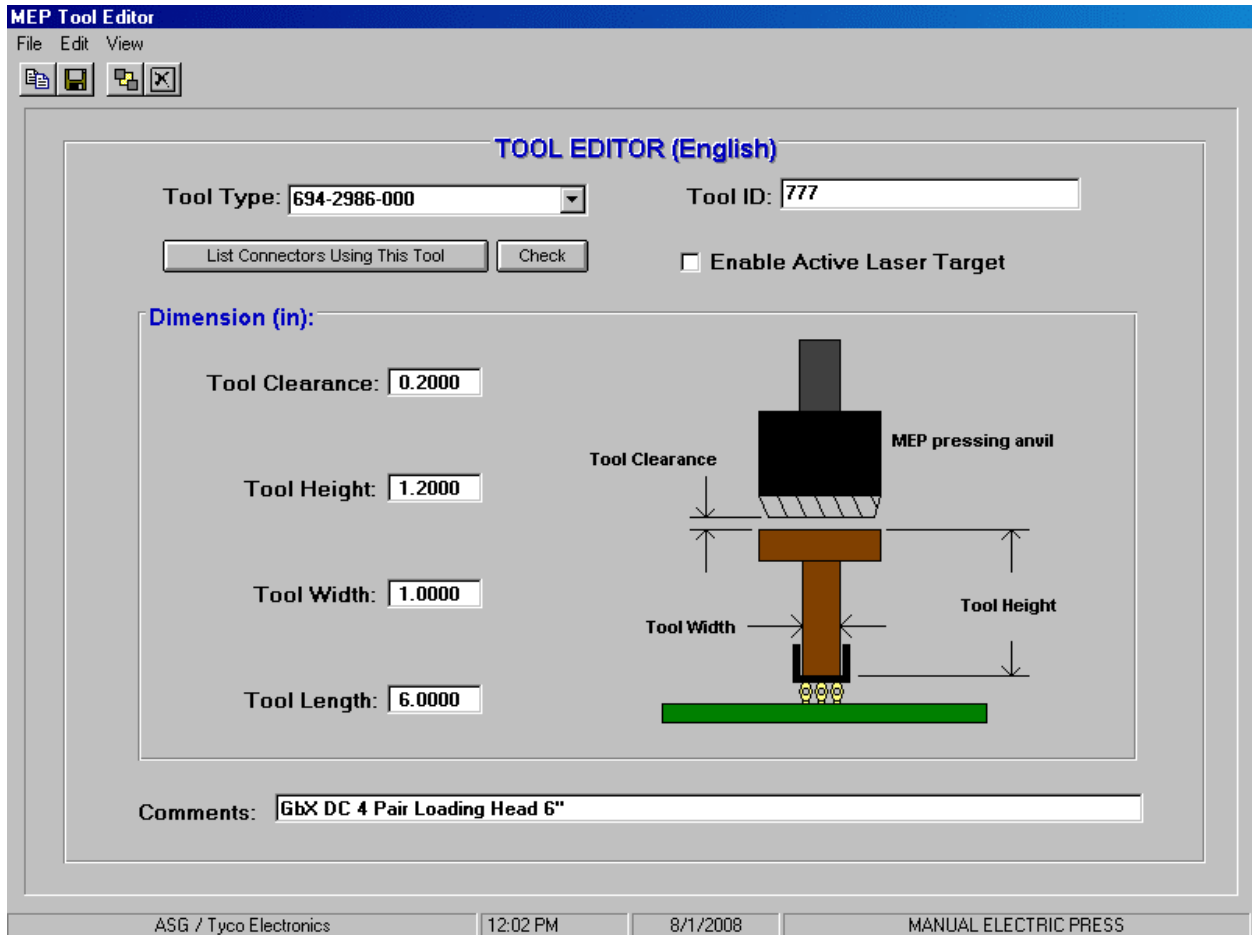 MEP Tool Editor
File Edit View
TOOL EDITOR (English)
Tool Type: 694-2986-000
Tool ID: 777
List Connectors Using This Tool
Check
Enable Active Laser Target
Dimension (in):
Tool Clearance: 0.2000
Tool Height: 1.2000
Tool Width: 1.0000
Tool Length: 6.0000
MEP pressing anvil
Tool Clearance
Tool Height
Tool Width
Comments: GbX DC 4 Pair Loading Head 6"
ASG / Tyco Electronics
12:02 PM
8/1/2008
MANUAL ELECTRIC PRESS